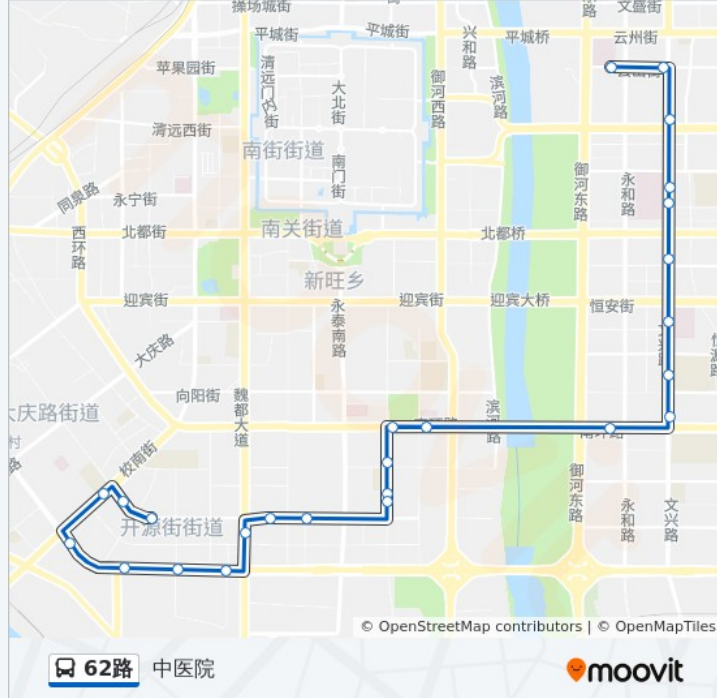 操场城街
路
文盛街
平城街
平城街
兴和路
平城桥
云州街
苹果园街
清远门
街
大北街
御河西路
滨河路
清远西街
南街街道
南门街
御河东路
永和路
同泉路
永宁街
西环路
北都街
南关街道
北都桥
新旺乡
迎宾街
永泰南路
迎宾街
迎宾大桥
恒安街
大庆路
向阳街
魏都大道
滨河路
大庆路街道
村
路
校南街
御河东路
永和路
文兴路
开源街街道
© OpenStreetMap contributors | © OpenMapTiles
62路 中医院
moovit